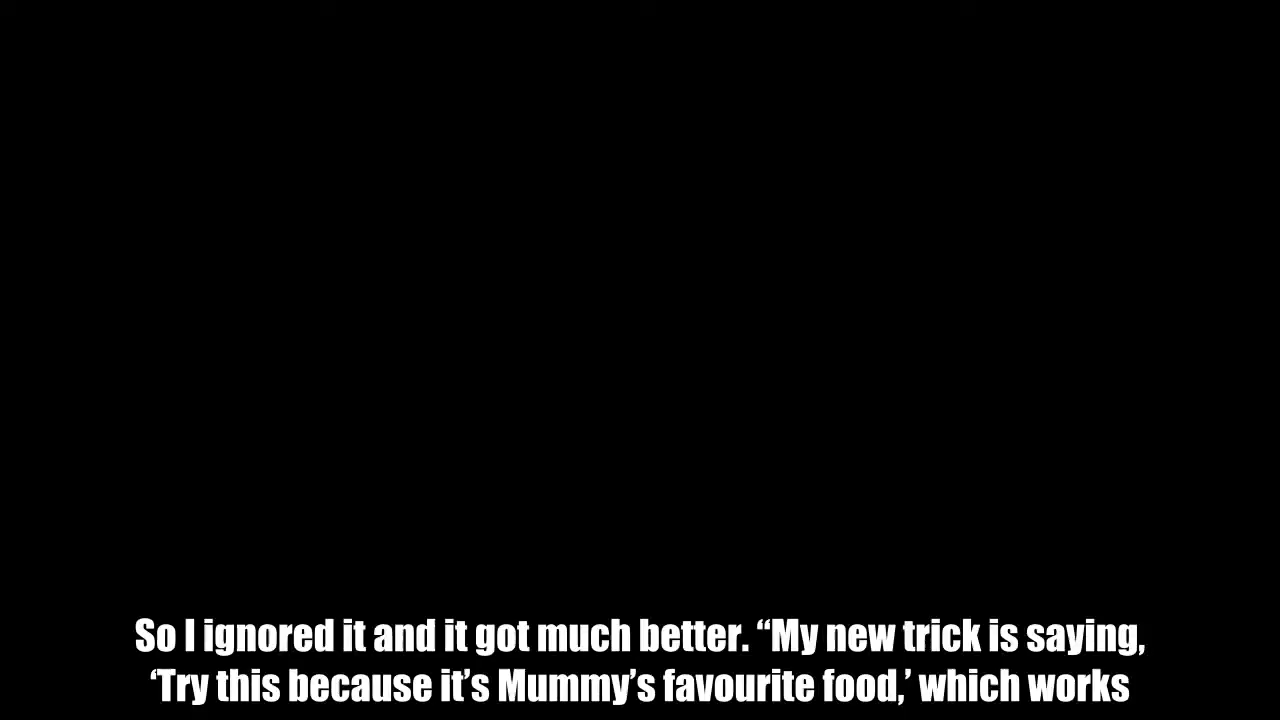 So I ignored it and it got much better. “My new trick is saying,
‘Try this because it’s Mummy’s favourite food,’ which works